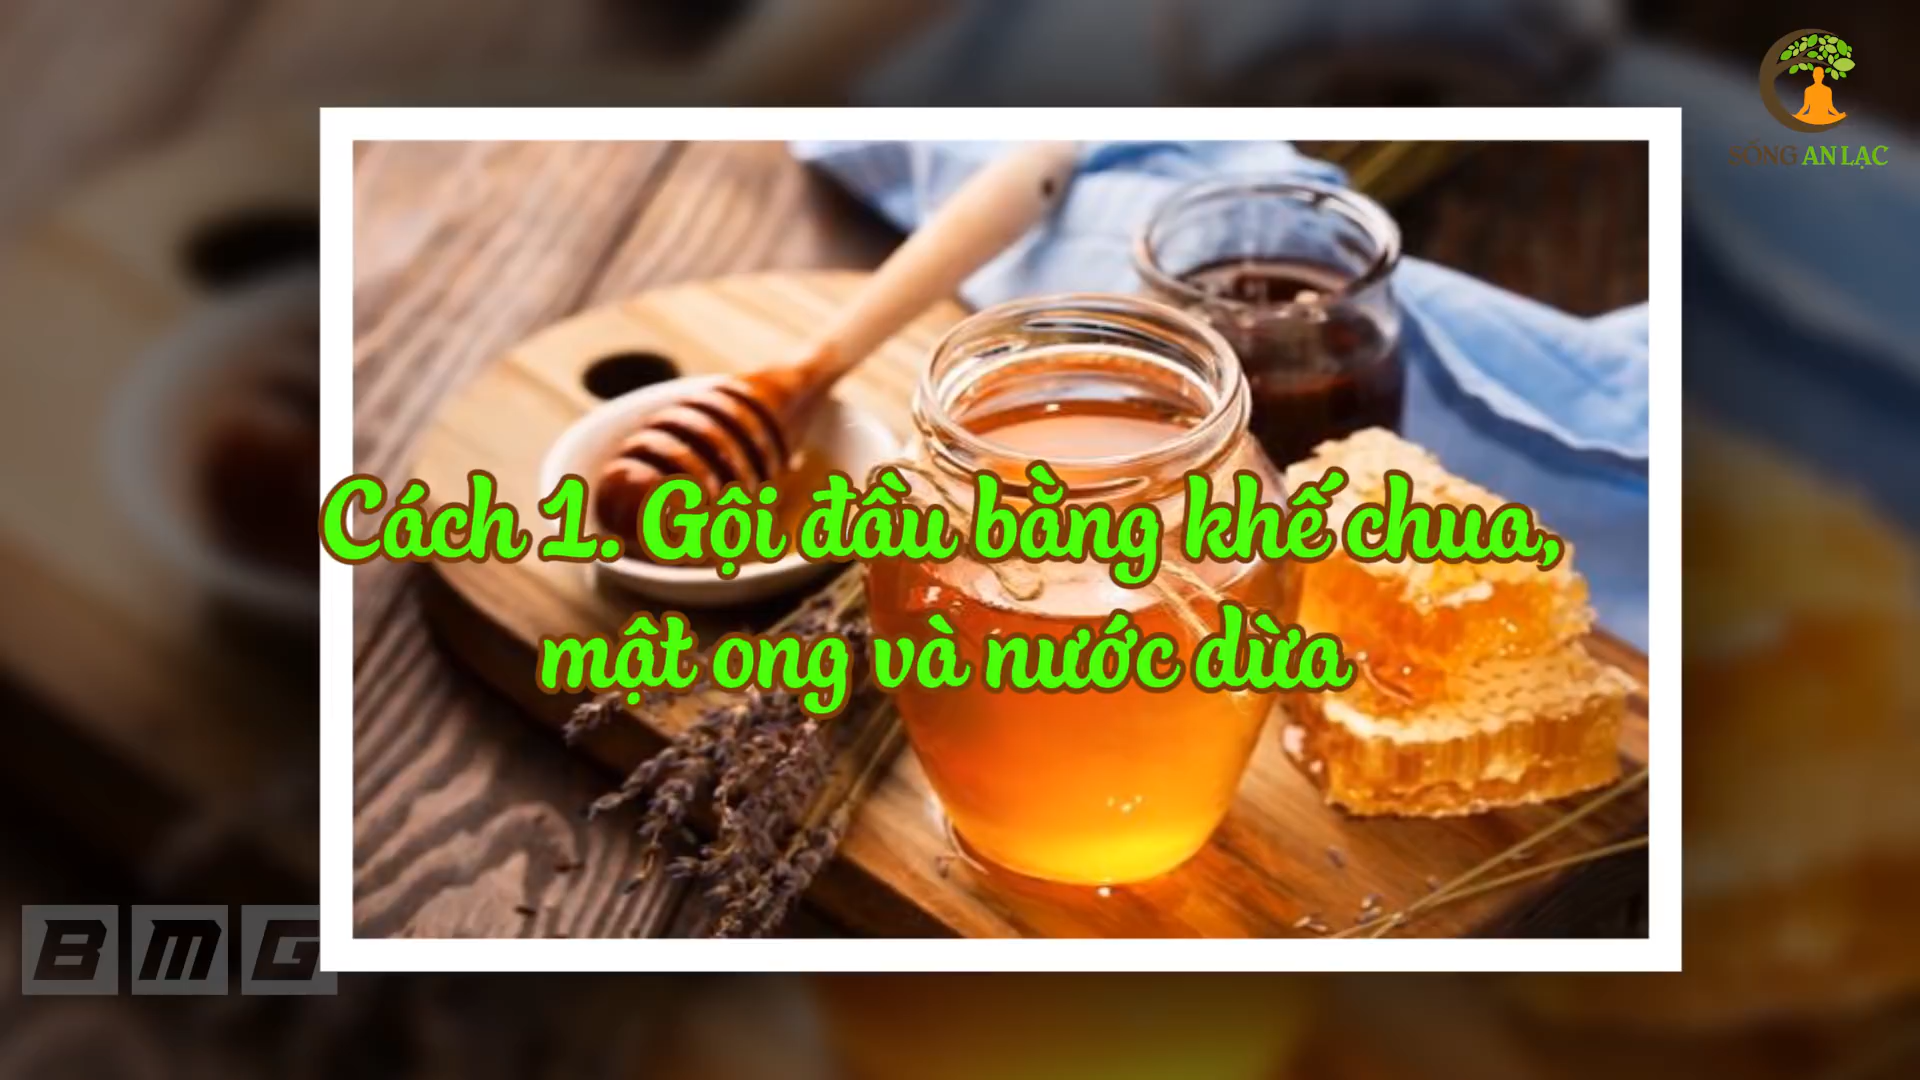 SỐNG AN LẠC
Cách 1. Gội đầu bằng khế chua,
mật ong và nước dừa
BMG